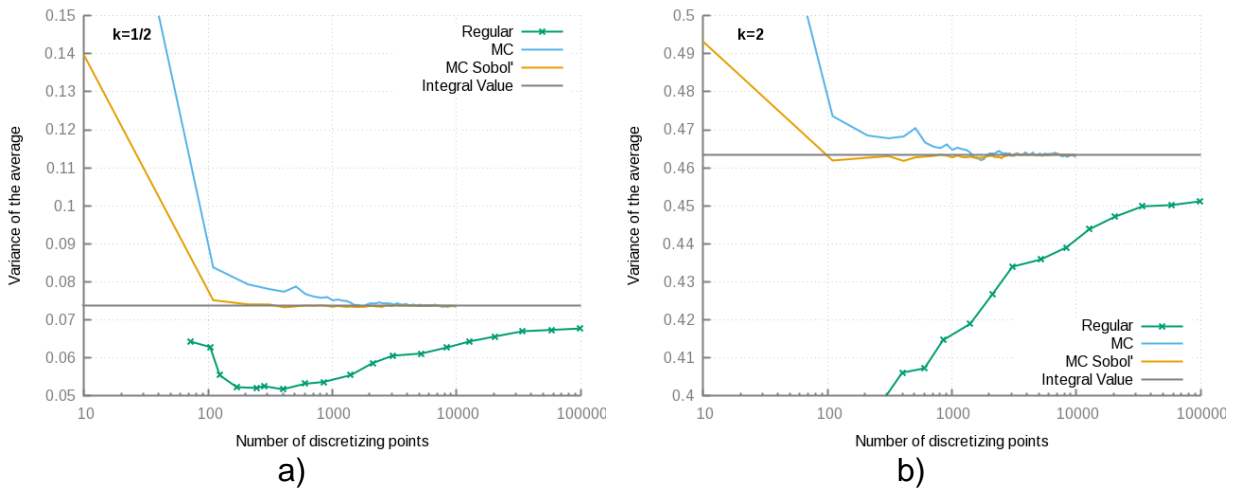 0.15
0.14
0.13
0.12
0.11
0.1
0.09
0.08
0.07
0.06
0.05
Variance of the average
k=1/2
Regular
MC
MC Sobol'
Integral Value
10
100
1000
10000
100000
Number of discretizing points
a)
0.5
0.49
0.48
0.47
0.46
0.45
0.44
0.43
0.42
0.41
0.4
Variance of the average
k=2
Regular
MC
MC Sobol'
Integral Value
10
100
1000
10000
100000
Number of discretizing points
b)